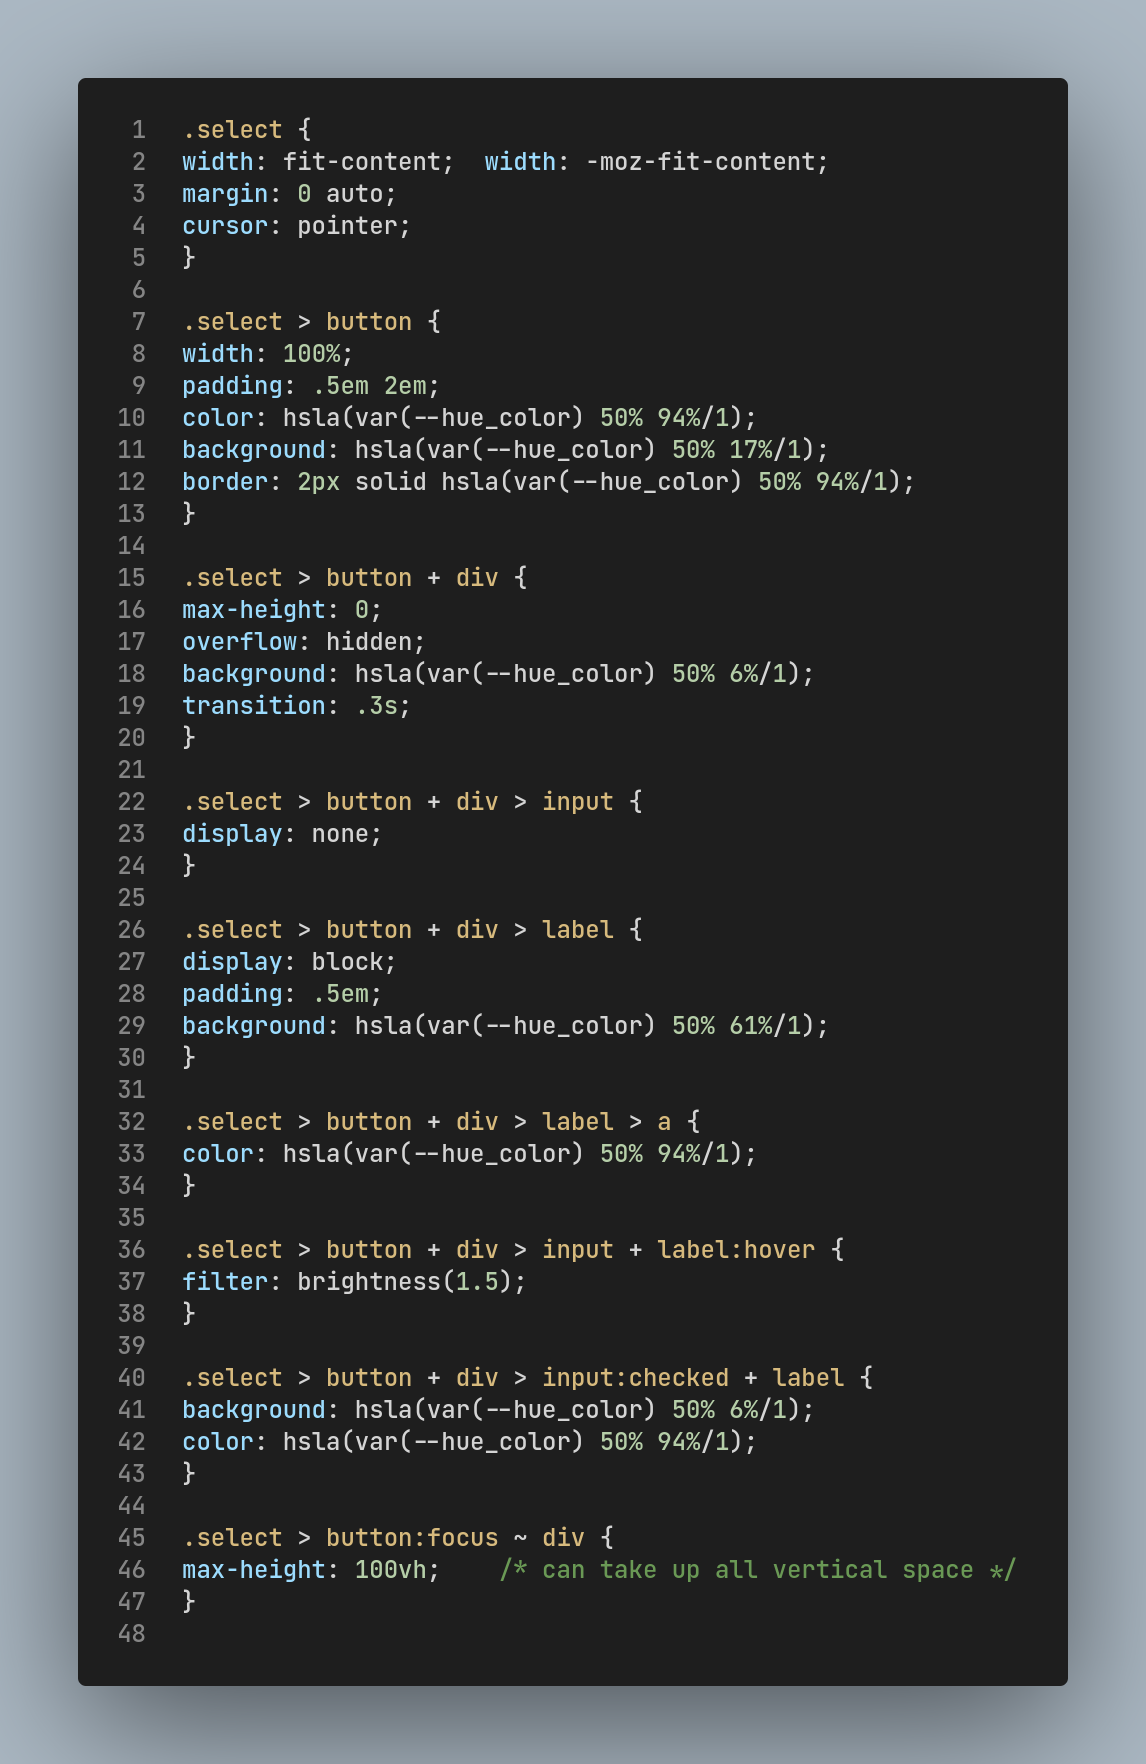 1 .select {
2 width: fit-content;  width: -moz-fit-content;
3 margin: 0 auto;
4 cursor: pointer;
5 }
6
7 .select > button {
8 width: 100%;
9 padding: .5em 2em;
10 color: hsla(var(--hue_color) 50% 94%/1);
11 background: hsla(var(--hue_color) 50% 17%/1);
12 border: 2px solid hsla(var(--hue_color) 50% 94%/1);
13 }
14
15 .select > button + div {
16 max-height: 0;
17 overflow: hidden;
18 background: hsla(var(--hue_color) 50% 6%/1);
19 transition: .3s;
20 }
21
22 .select > button + div > input {
23 display: none;
24 }
25
26 .select > button + div > label {
27 display: block;
28 padding: .5em;
29 background: hsla(var(--hue_color) 50% 61%/1);
30 }
31
32 .select > button + div > label > a {
33 color: hsla(var(--hue_color) 50% 94%/1);
34 }
35
36 .select > button + div > input + label:hover {
37 filter: brightness(1.5);
38 }
39
40 .select > button + div > input:checked + label {
41 background: hsla(var(--hue_color) 50% 6%/1);
42 color: hsla(var(--hue_color) 50% 94%/1);
43 }
44
45 .select > button:focus ~ div {
46 max-height: 100vh;    /* can take up all vertical space */
47 }
48